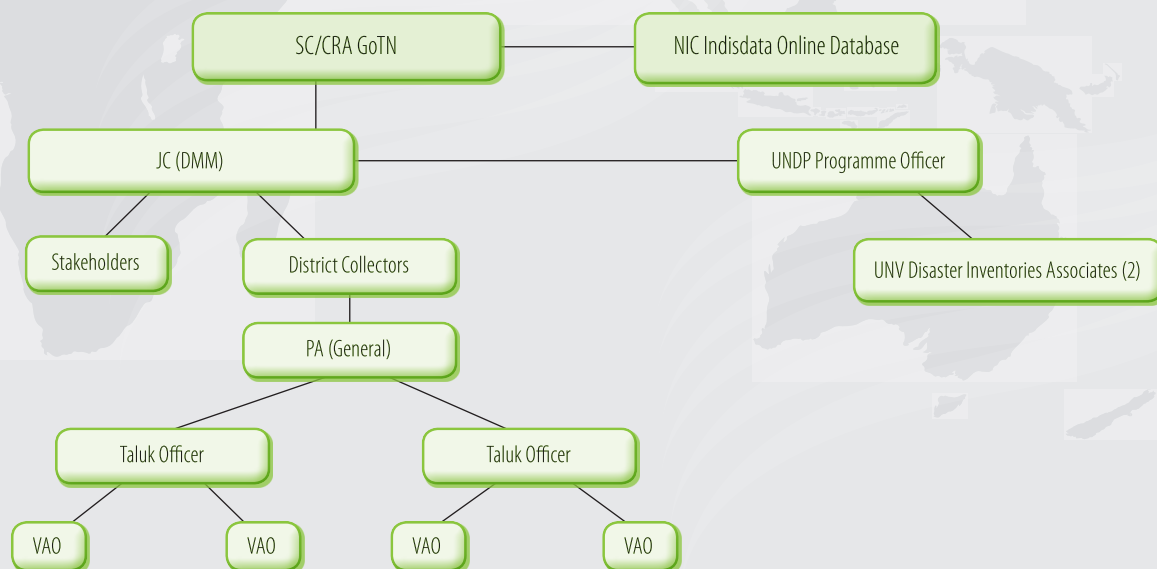 SC/CRA GoTN
NIC Indisdata Online Database
JC (DMM)
UNDP Programme Officer
Stakeholders
District Collectors
UNV Disaster Inventories Associates (2)
PA (General)
Taluk Officer
Taluk Officer
VAO
VAO
VAO
VAO